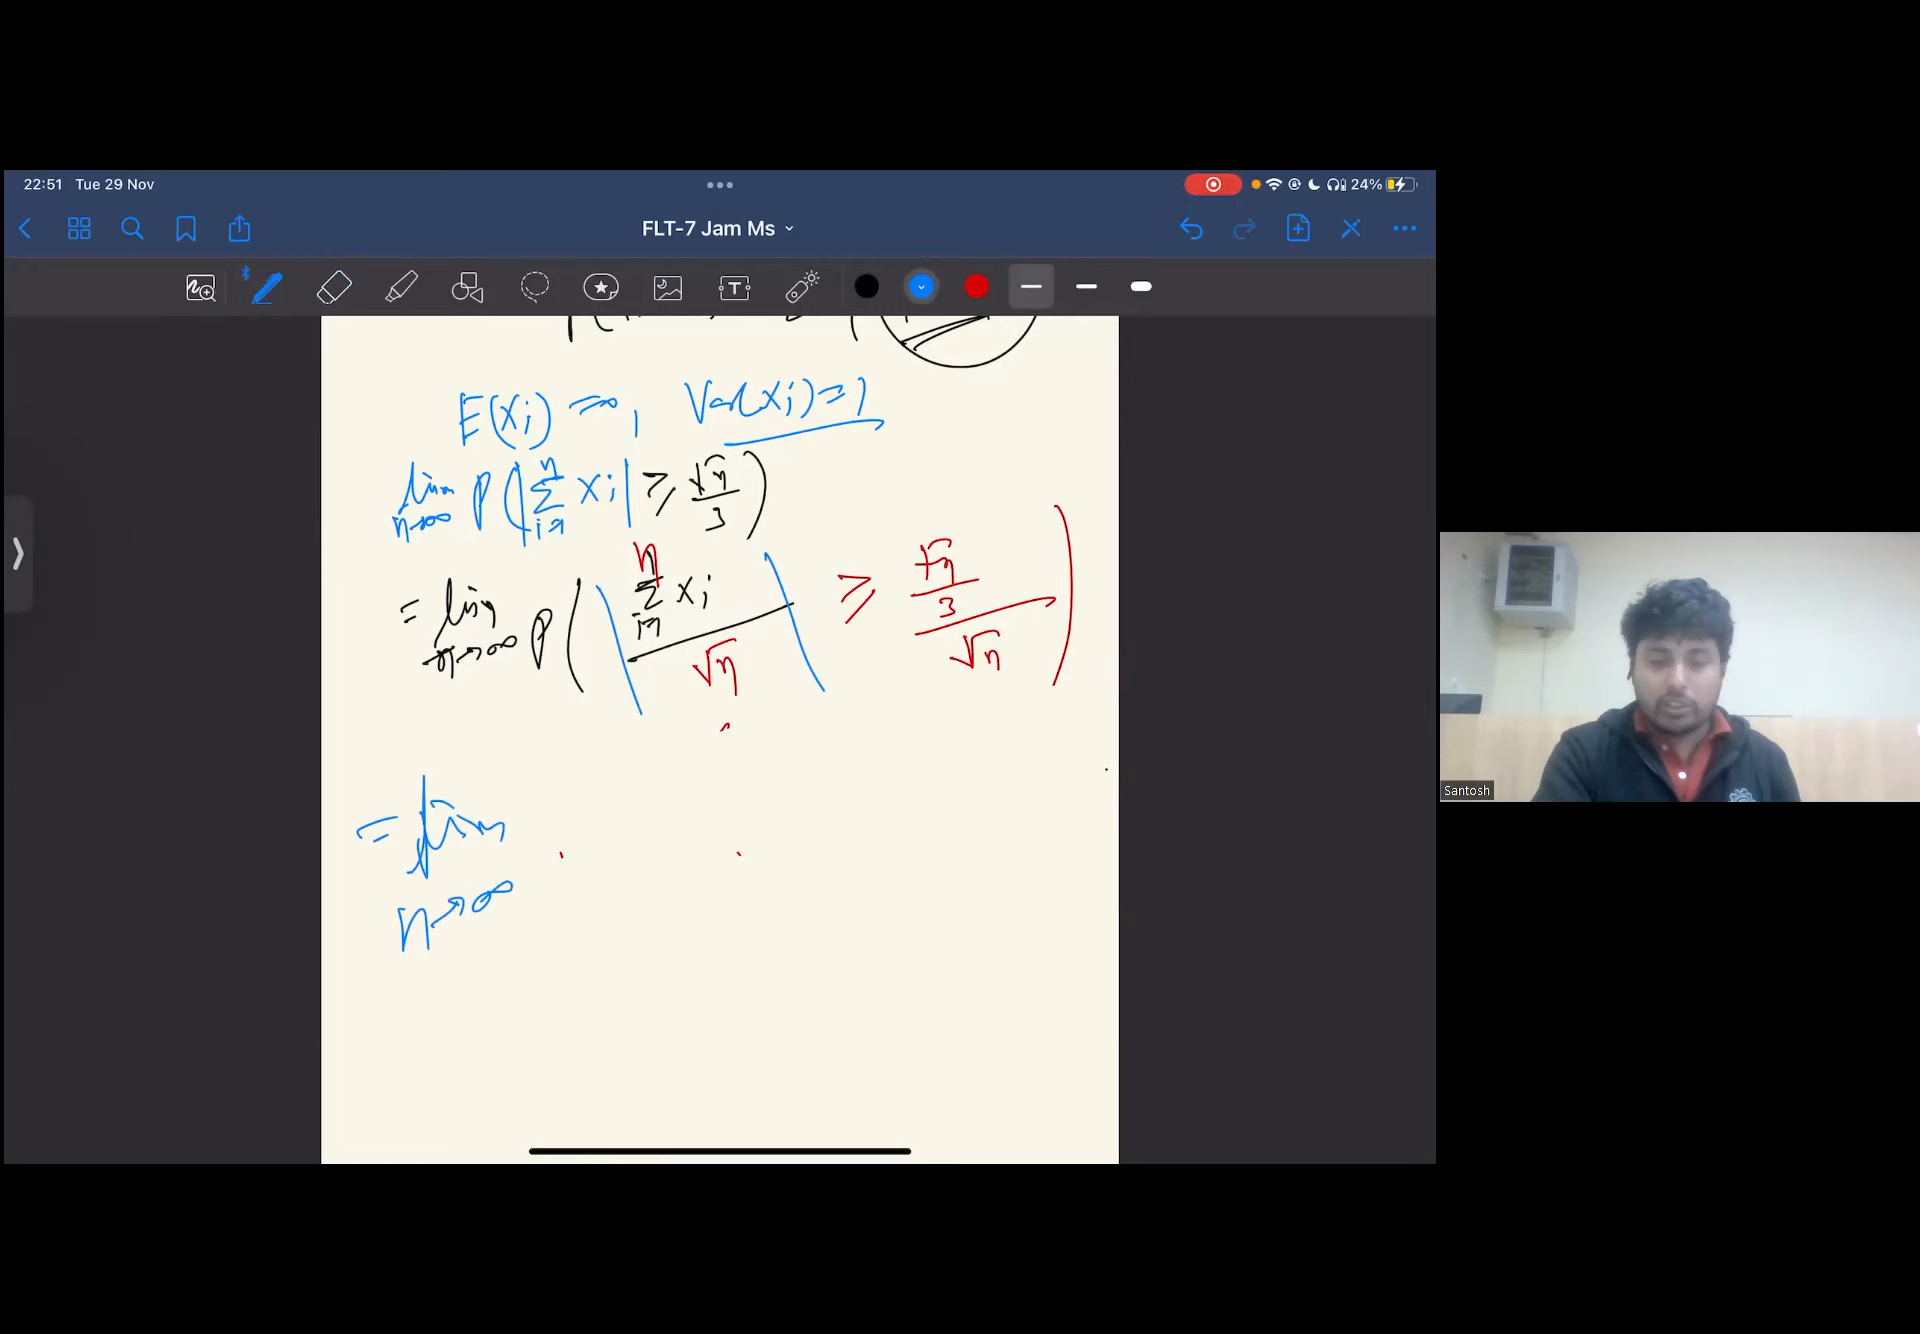 22:51 Tue 29 Nov
24%
FLT-7 Jam Ms
T
E(Xi) = 0, Var(Xi) = 1
lim n→∞ P(|∑ i=1 n Xi| ≥ √n/3)
= lim n→∞ P(|∑ i=1 n Xi / √n| ≥ √n/3 / √n)
= lim n→∞
Santosh